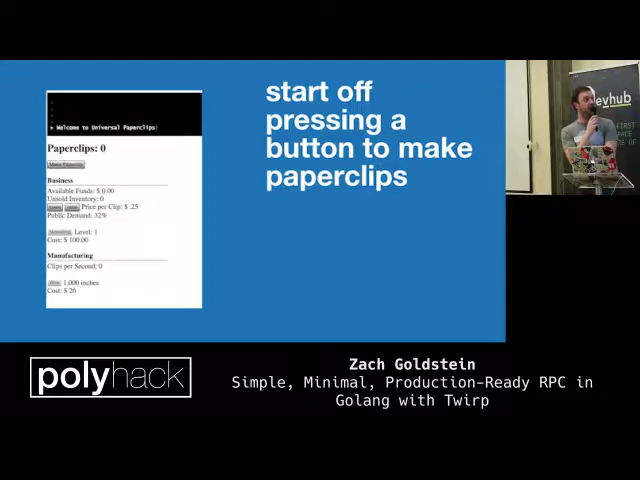 > Welcome to Universal Paperclips
Paperclips: 0
Make Paperclip
Business
Available Funds: $ 0.00
Unsold Inventory: 0
Price per Clip: $ .25
Public Demand: 32%
Level: 1
Cost: $ 100.00
Manufacturing
Clips per Second: 0
1,000 inches
Cost: $ 26
start off
pressing a
button to make
paperclips
evhub
FIRST
PACE
polyhack
Zach Goldstein
Simple, Minimal, Production-Ready RPC in
Golang with Twirp